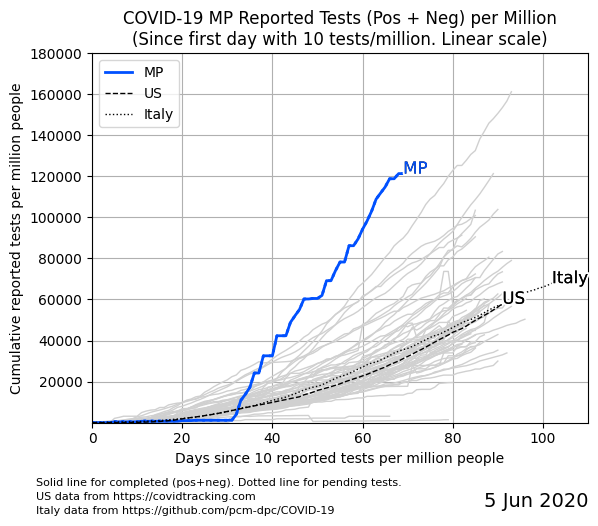 COVID-19 MP Reported Tests (Pos + Neg) per Million
(Since first day with 10 tests/million. Linear scale)
Cumulative reported tests per million people
180000
160000
140000
120000
100000
80000
60000
40000
20000
MP
US
Italy
MP
Italy
US
0
20
40
60
80
100
Days since 10 reported tests per million people
Solid line for completed (pos+neg). Dotted line for pending tests.
US data from https://covidtracking.com
Italy data from https://github.com/pcm-dpc/COVID-19
5 Jun 2020